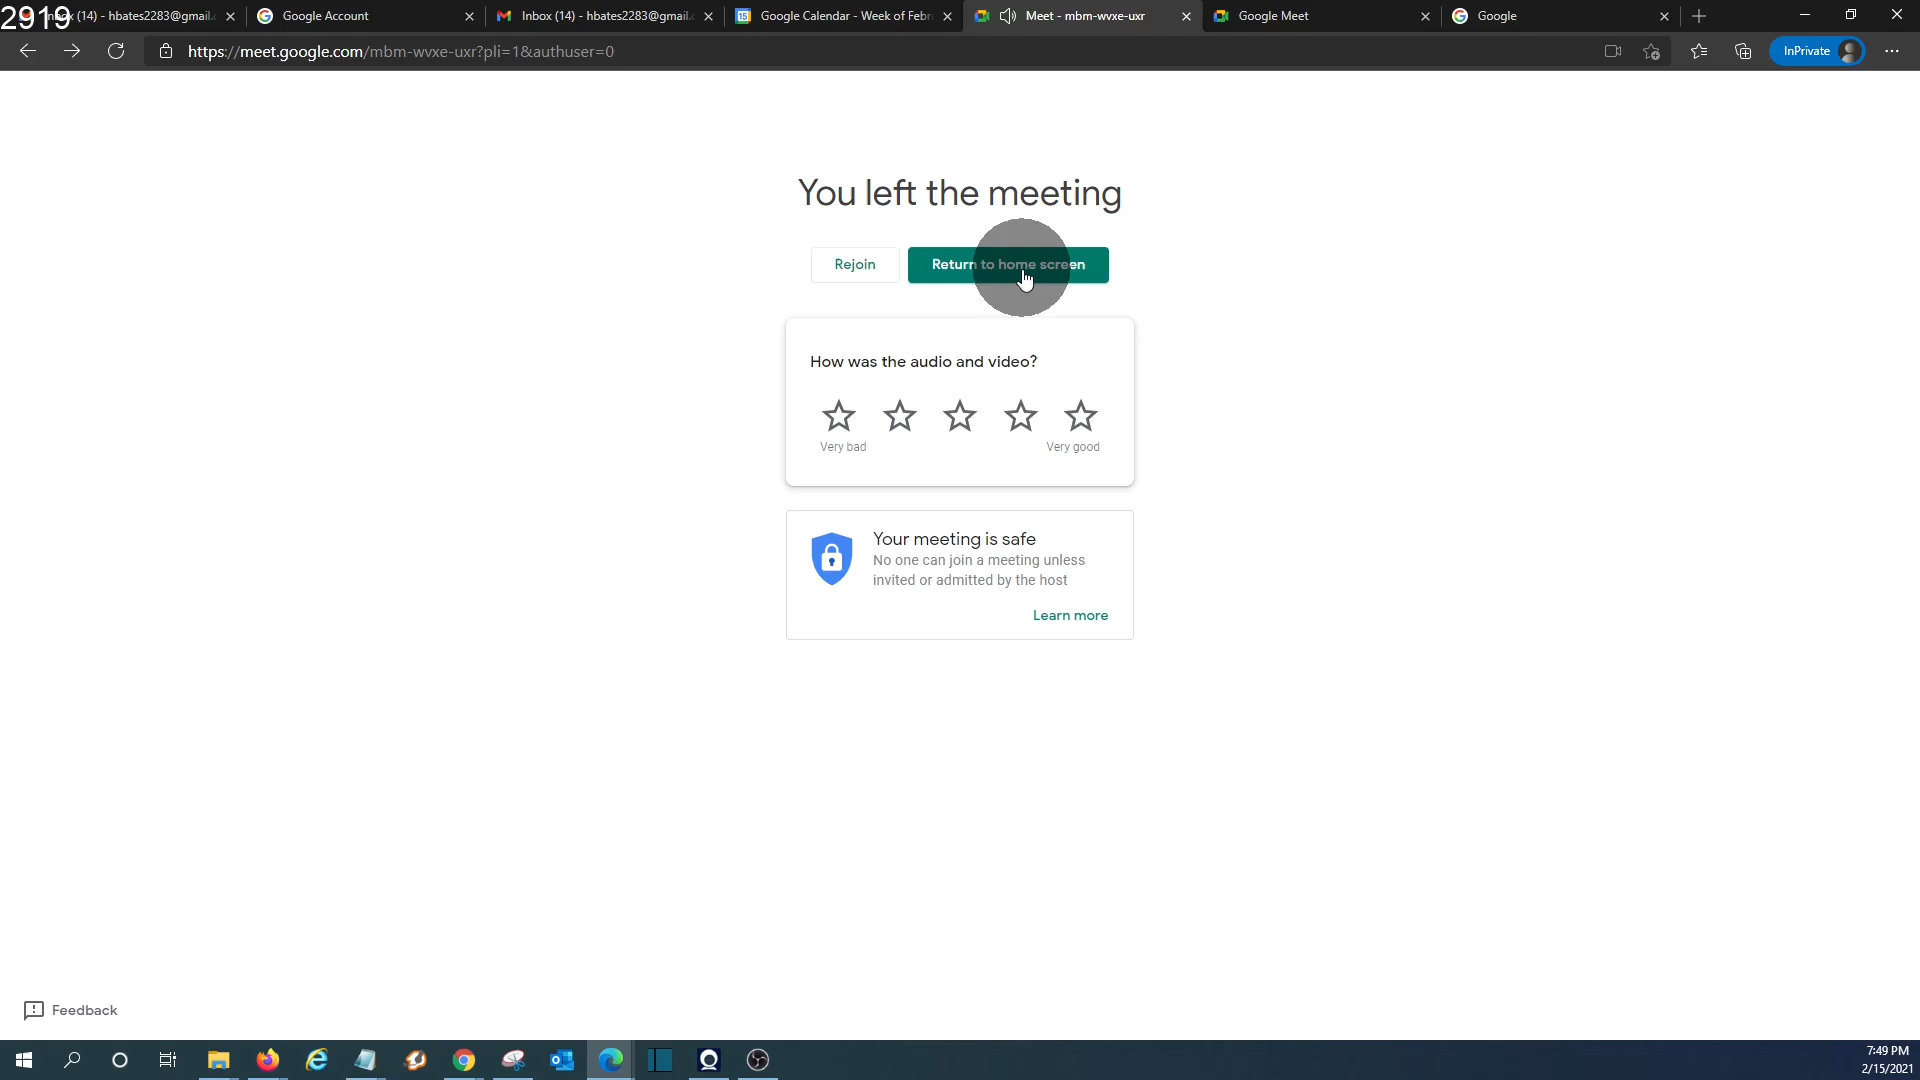 2919
(14) - hbates2283@gmail.c
Google Account
Inbox (14) - hbates2283@gmail.c
Google Calendar - Week of Febru
Meet - mbm-wvxe-uxr
Google Meet
Google
https://meet.google.com/mbm-wvxe-uxr?pli=1&authuser=0
InPrivate
You left the meeting
Rejoin
Return to home screen
How was the audio and video?
Very bad
Very good
Your meeting is safe
No one can join a meeting unless
invited or admitted by the host
Learn more
Feedback
7:49 PM
2/15/2021